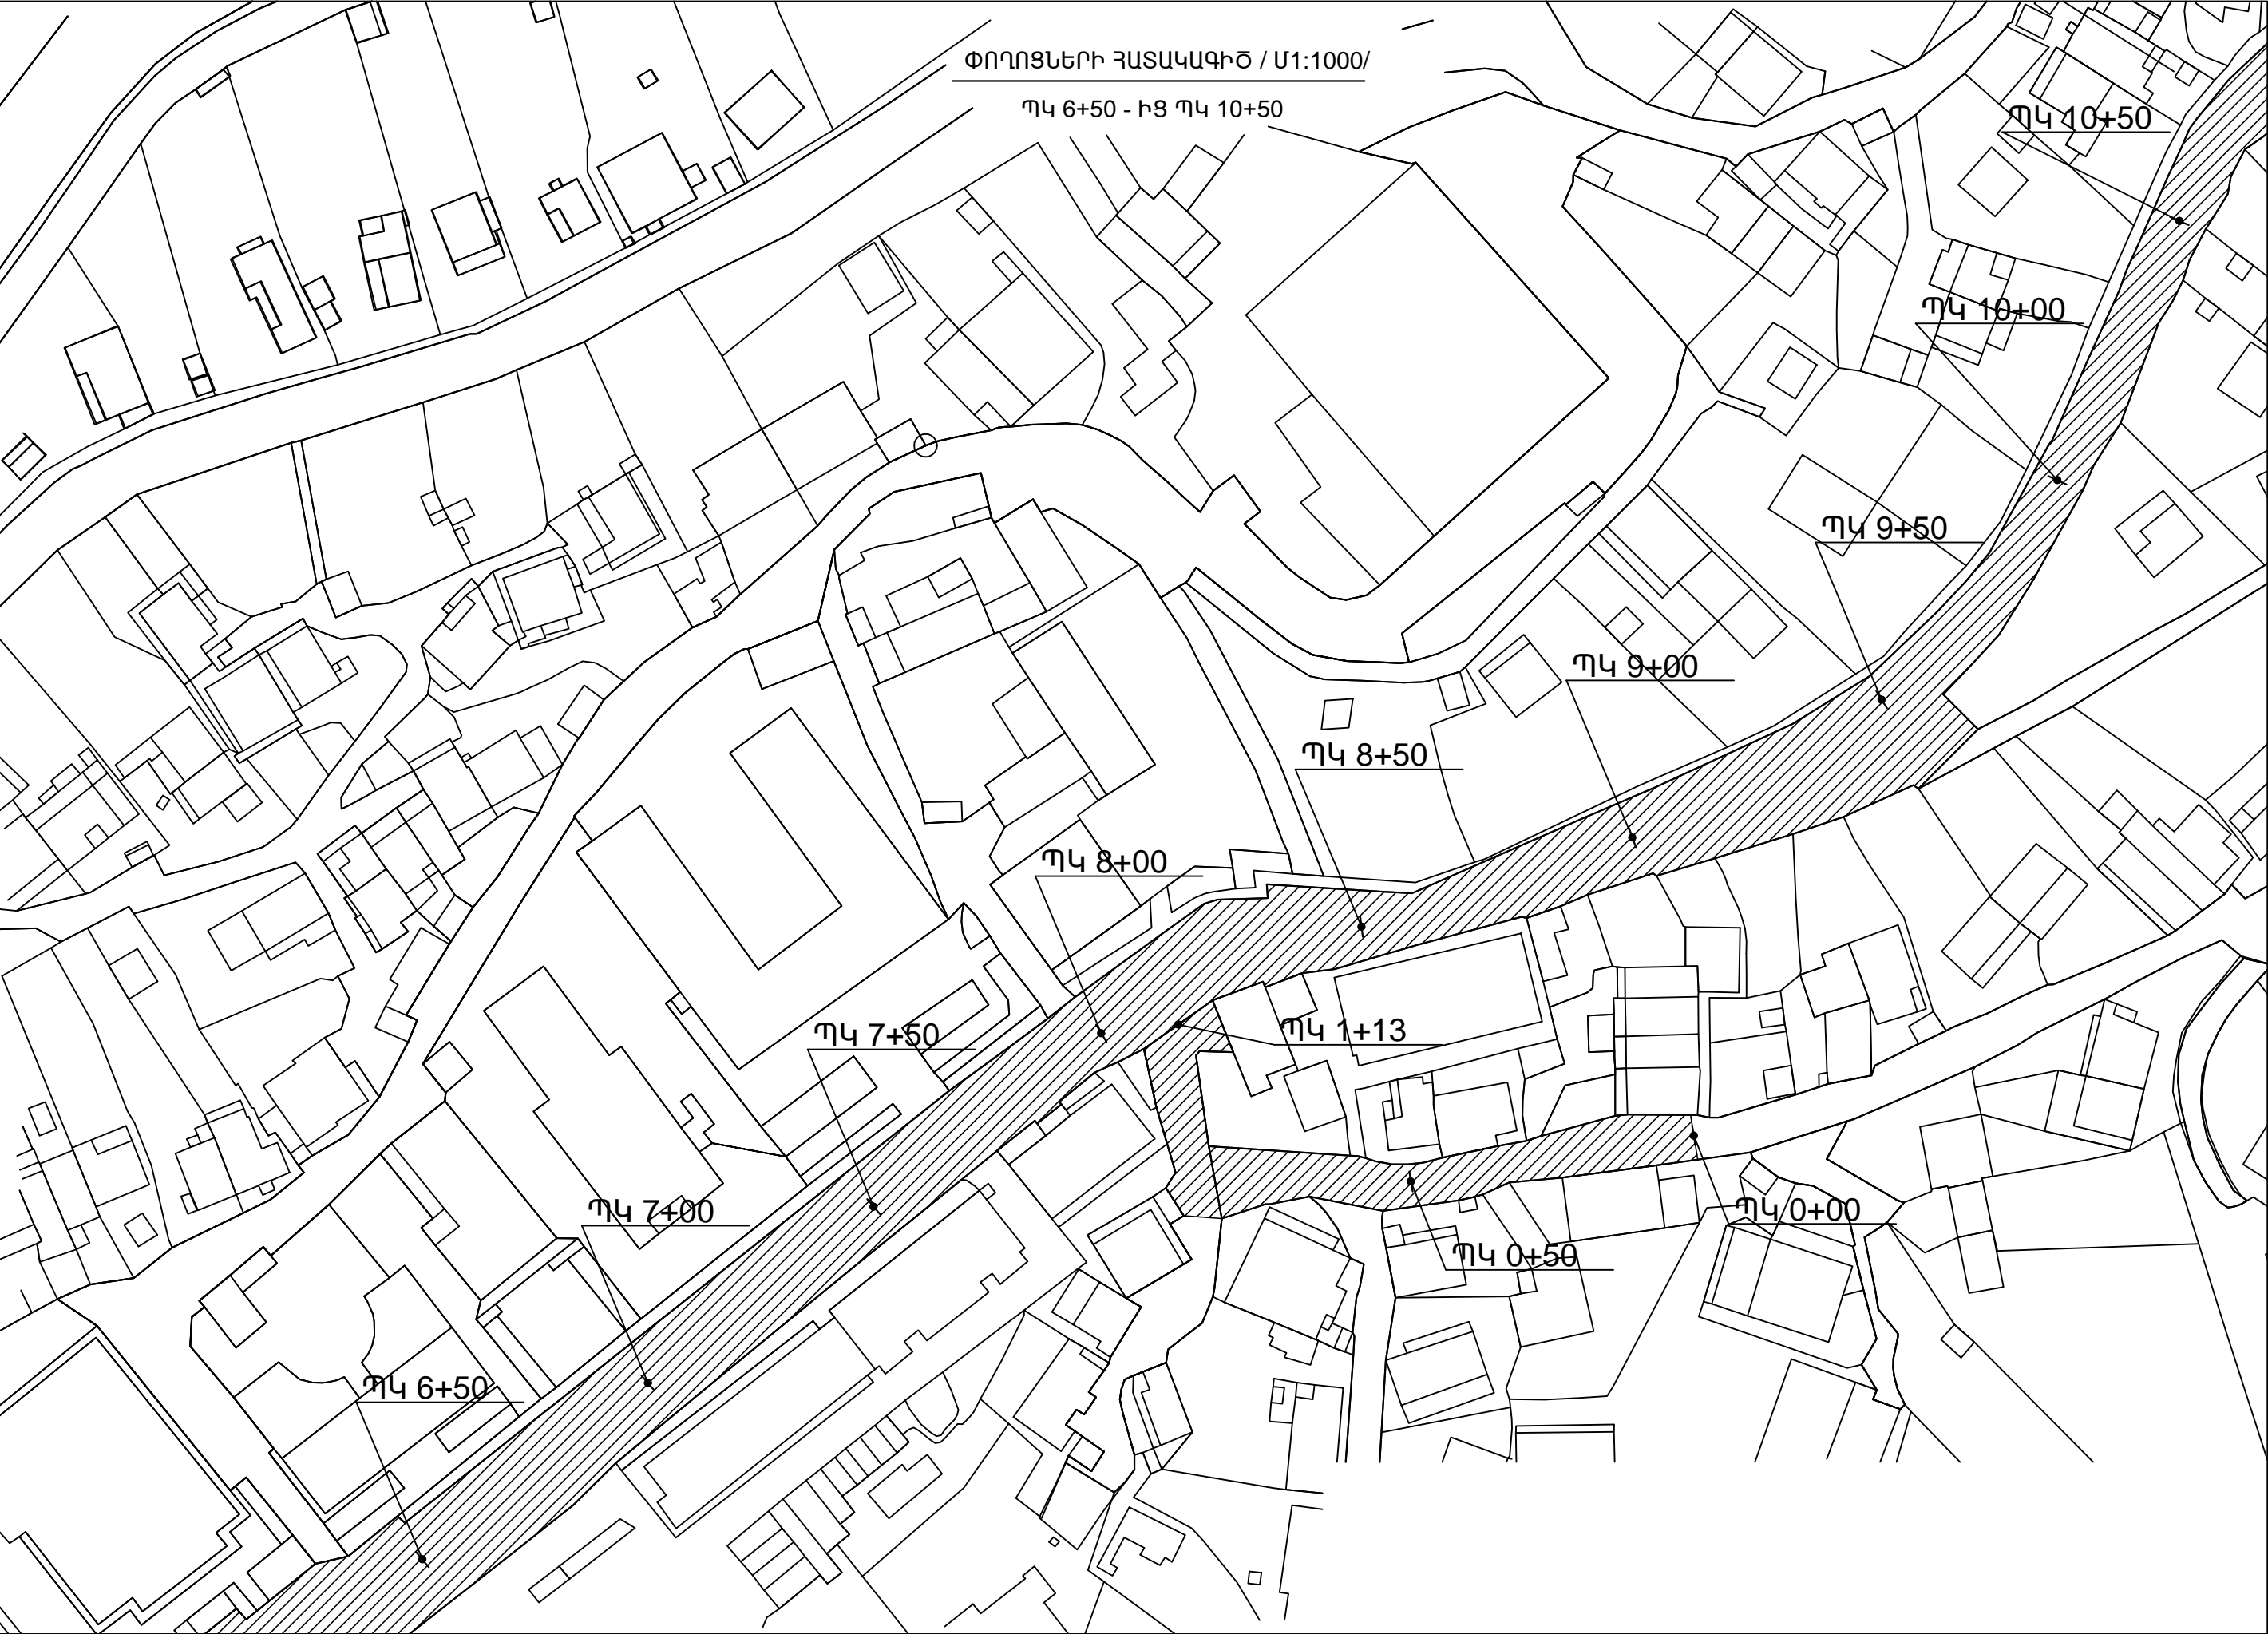 ՓՈՂՈՑՆԵՐԻ ՀԱՏԱԿԱԳԻԾ / Մ1:1000/
ՊԿ 6+50 - ԻՑ ՊԿ 10+50
ՊԿ 10+50
ՊԿ 10+00
ՊԿ 9+50
ՊԿ 9+00
ՊԿ 8+50
ՊԿ 8+00
ՊԿ 7+50
ՊԿ 1+13
ՊԿ 7+00
ՊԿ 0+00
ՊԿ 0+50
ՊԿ 6+50